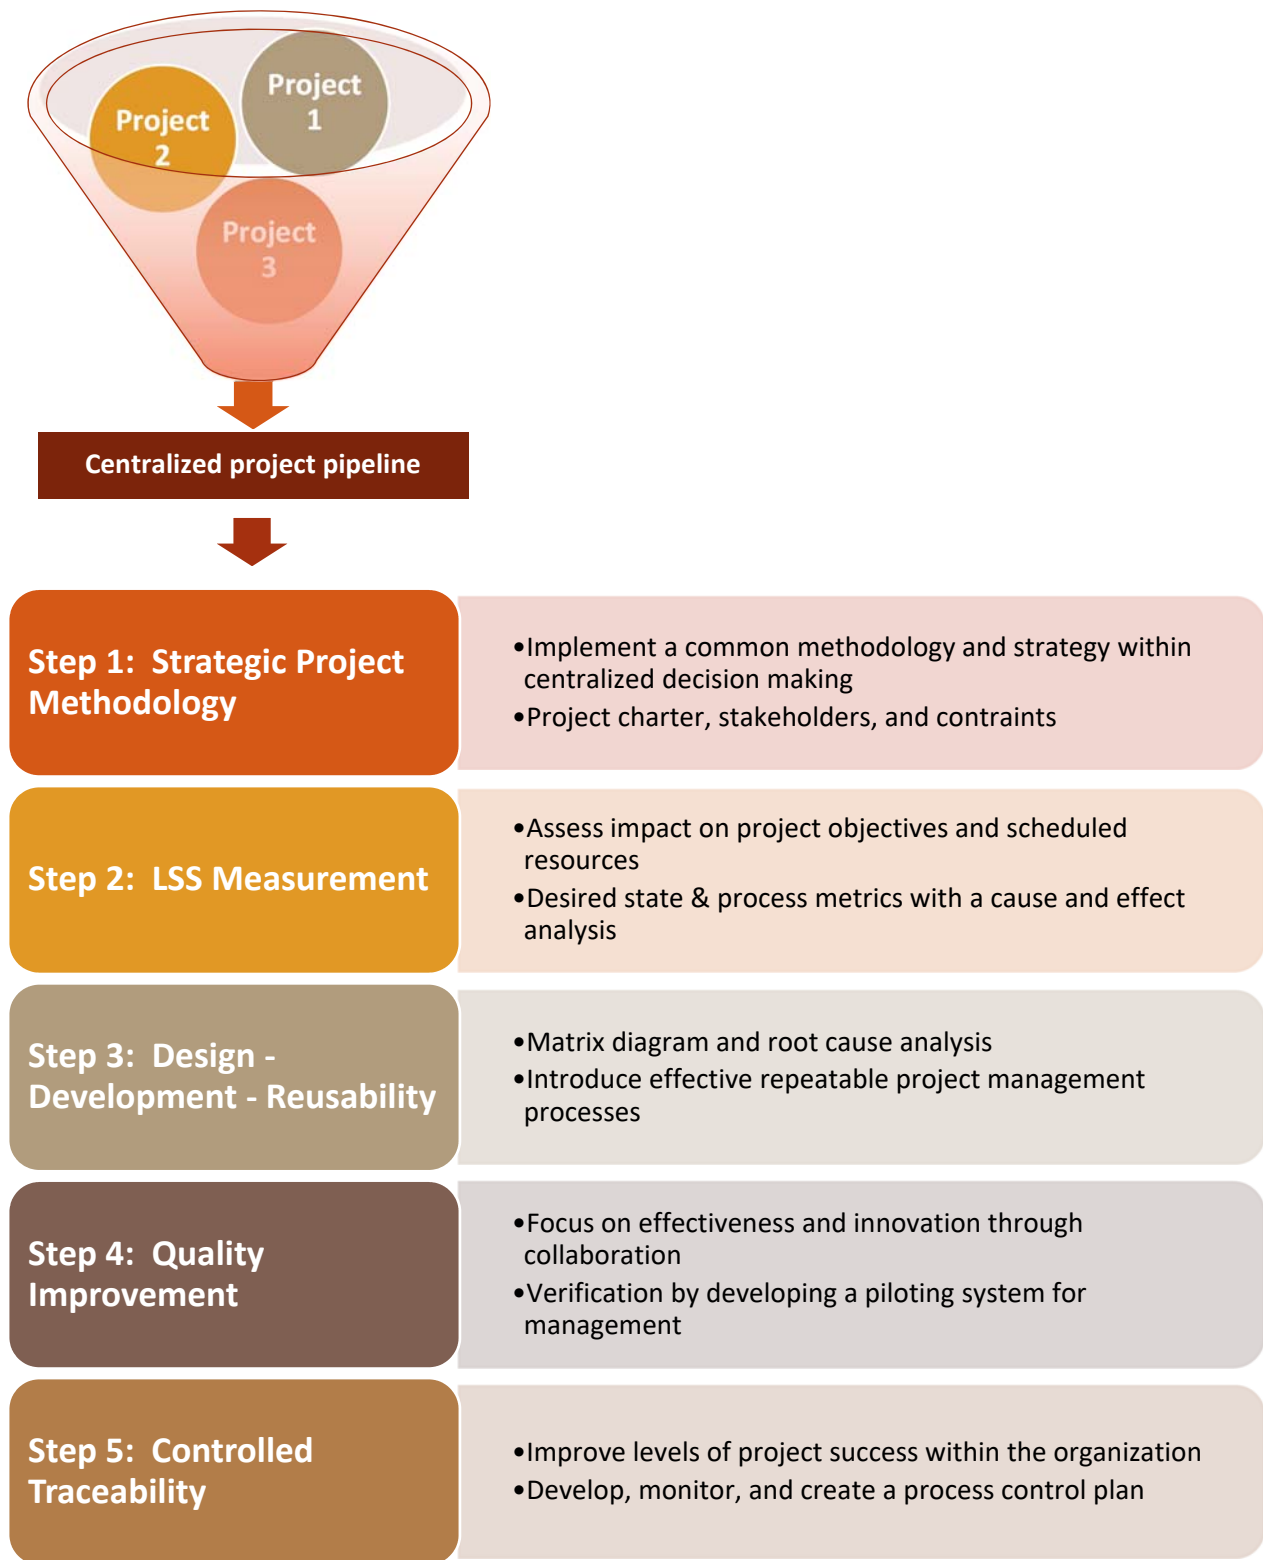 Project
1
Project
2
Project
3
Centralized project pipeline
Step 1:  Strategic Project
Methodology
•Implement a common methodology and strategy within
centralized decision making
•Project charter, stakeholders, and contraints
Step 2:  LSS Measurement
•Assess impact on project objectives and scheduled
resources
•Desired state & process metrics with a cause and effect
analysis
Step 3:  Design -
Development - Reusability
•Matrix diagram and root cause analysis
•Introduce effective repeatable project management
processes
Step 4:  Quality
Improvement
•Focus on effectiveness and innovation through
collaboration
•Verification by developing a piloting system for
management
Step 5:  Controlled
Traceability
•Improve levels of project success within the organization
•Develop, monitor, and create a process control plan